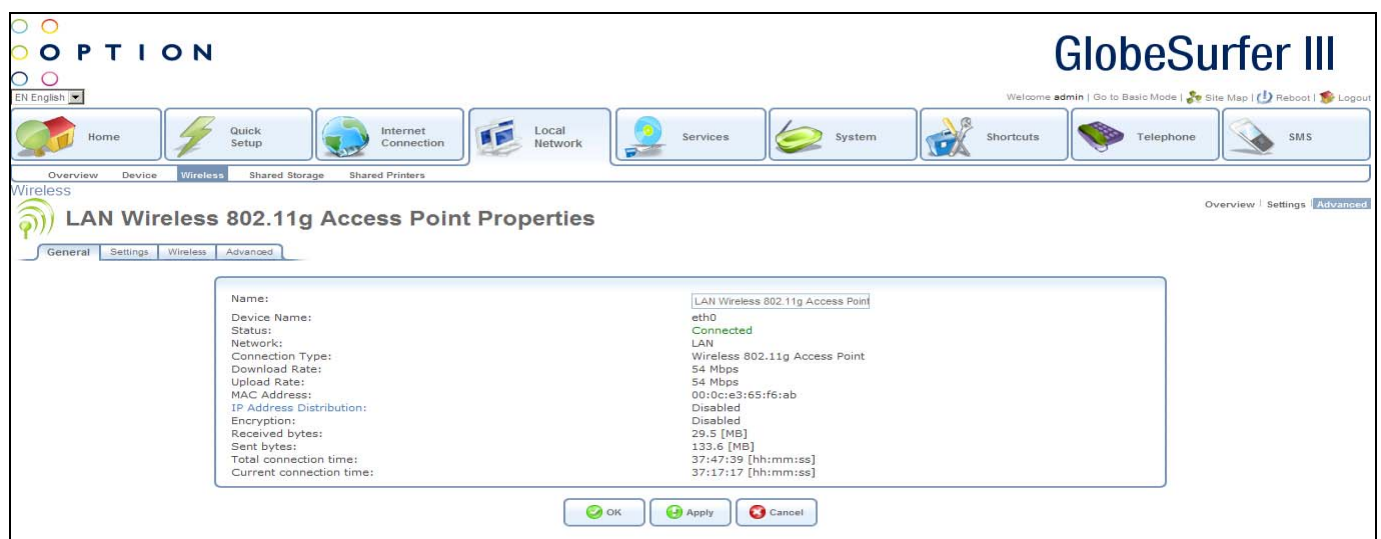 OPTION
GlobeSurfer III
EN English
Welcome admin | Go to Basic Mode | Site Map | Reboot | Logout
Home
Quick Setup
Internet Connection
Local Network
Services
System
Shortcuts
Telephone
SMS
Overview Device Wireless Shared Storage Shared Printers
Wireless
Overview | Settings | Advanced
LAN Wireless 802.11g Access Point Properties
General Settings Wireless Advanced
Name: LAN Wireless 802.11g Access Point
Device Name: eth0
Status: Connected
Network: LAN
Connection Type: Wireless 802.11g Access Point
Download Rate: 54 Mbps
Upload Rate: 54 Mbps
MAC Address: 00:0c:e3:65:f6:ab
IP Address Distribution: Disabled
Encryption: Disabled
Received bytes: 29.5 [MB]
Sent bytes: 133.6 [MB]
Total connection time: 37:47:39 [hh:mm:ss]
Current connection time: 37:17:17 [hh:mm:ss]
OK Apply Cancel